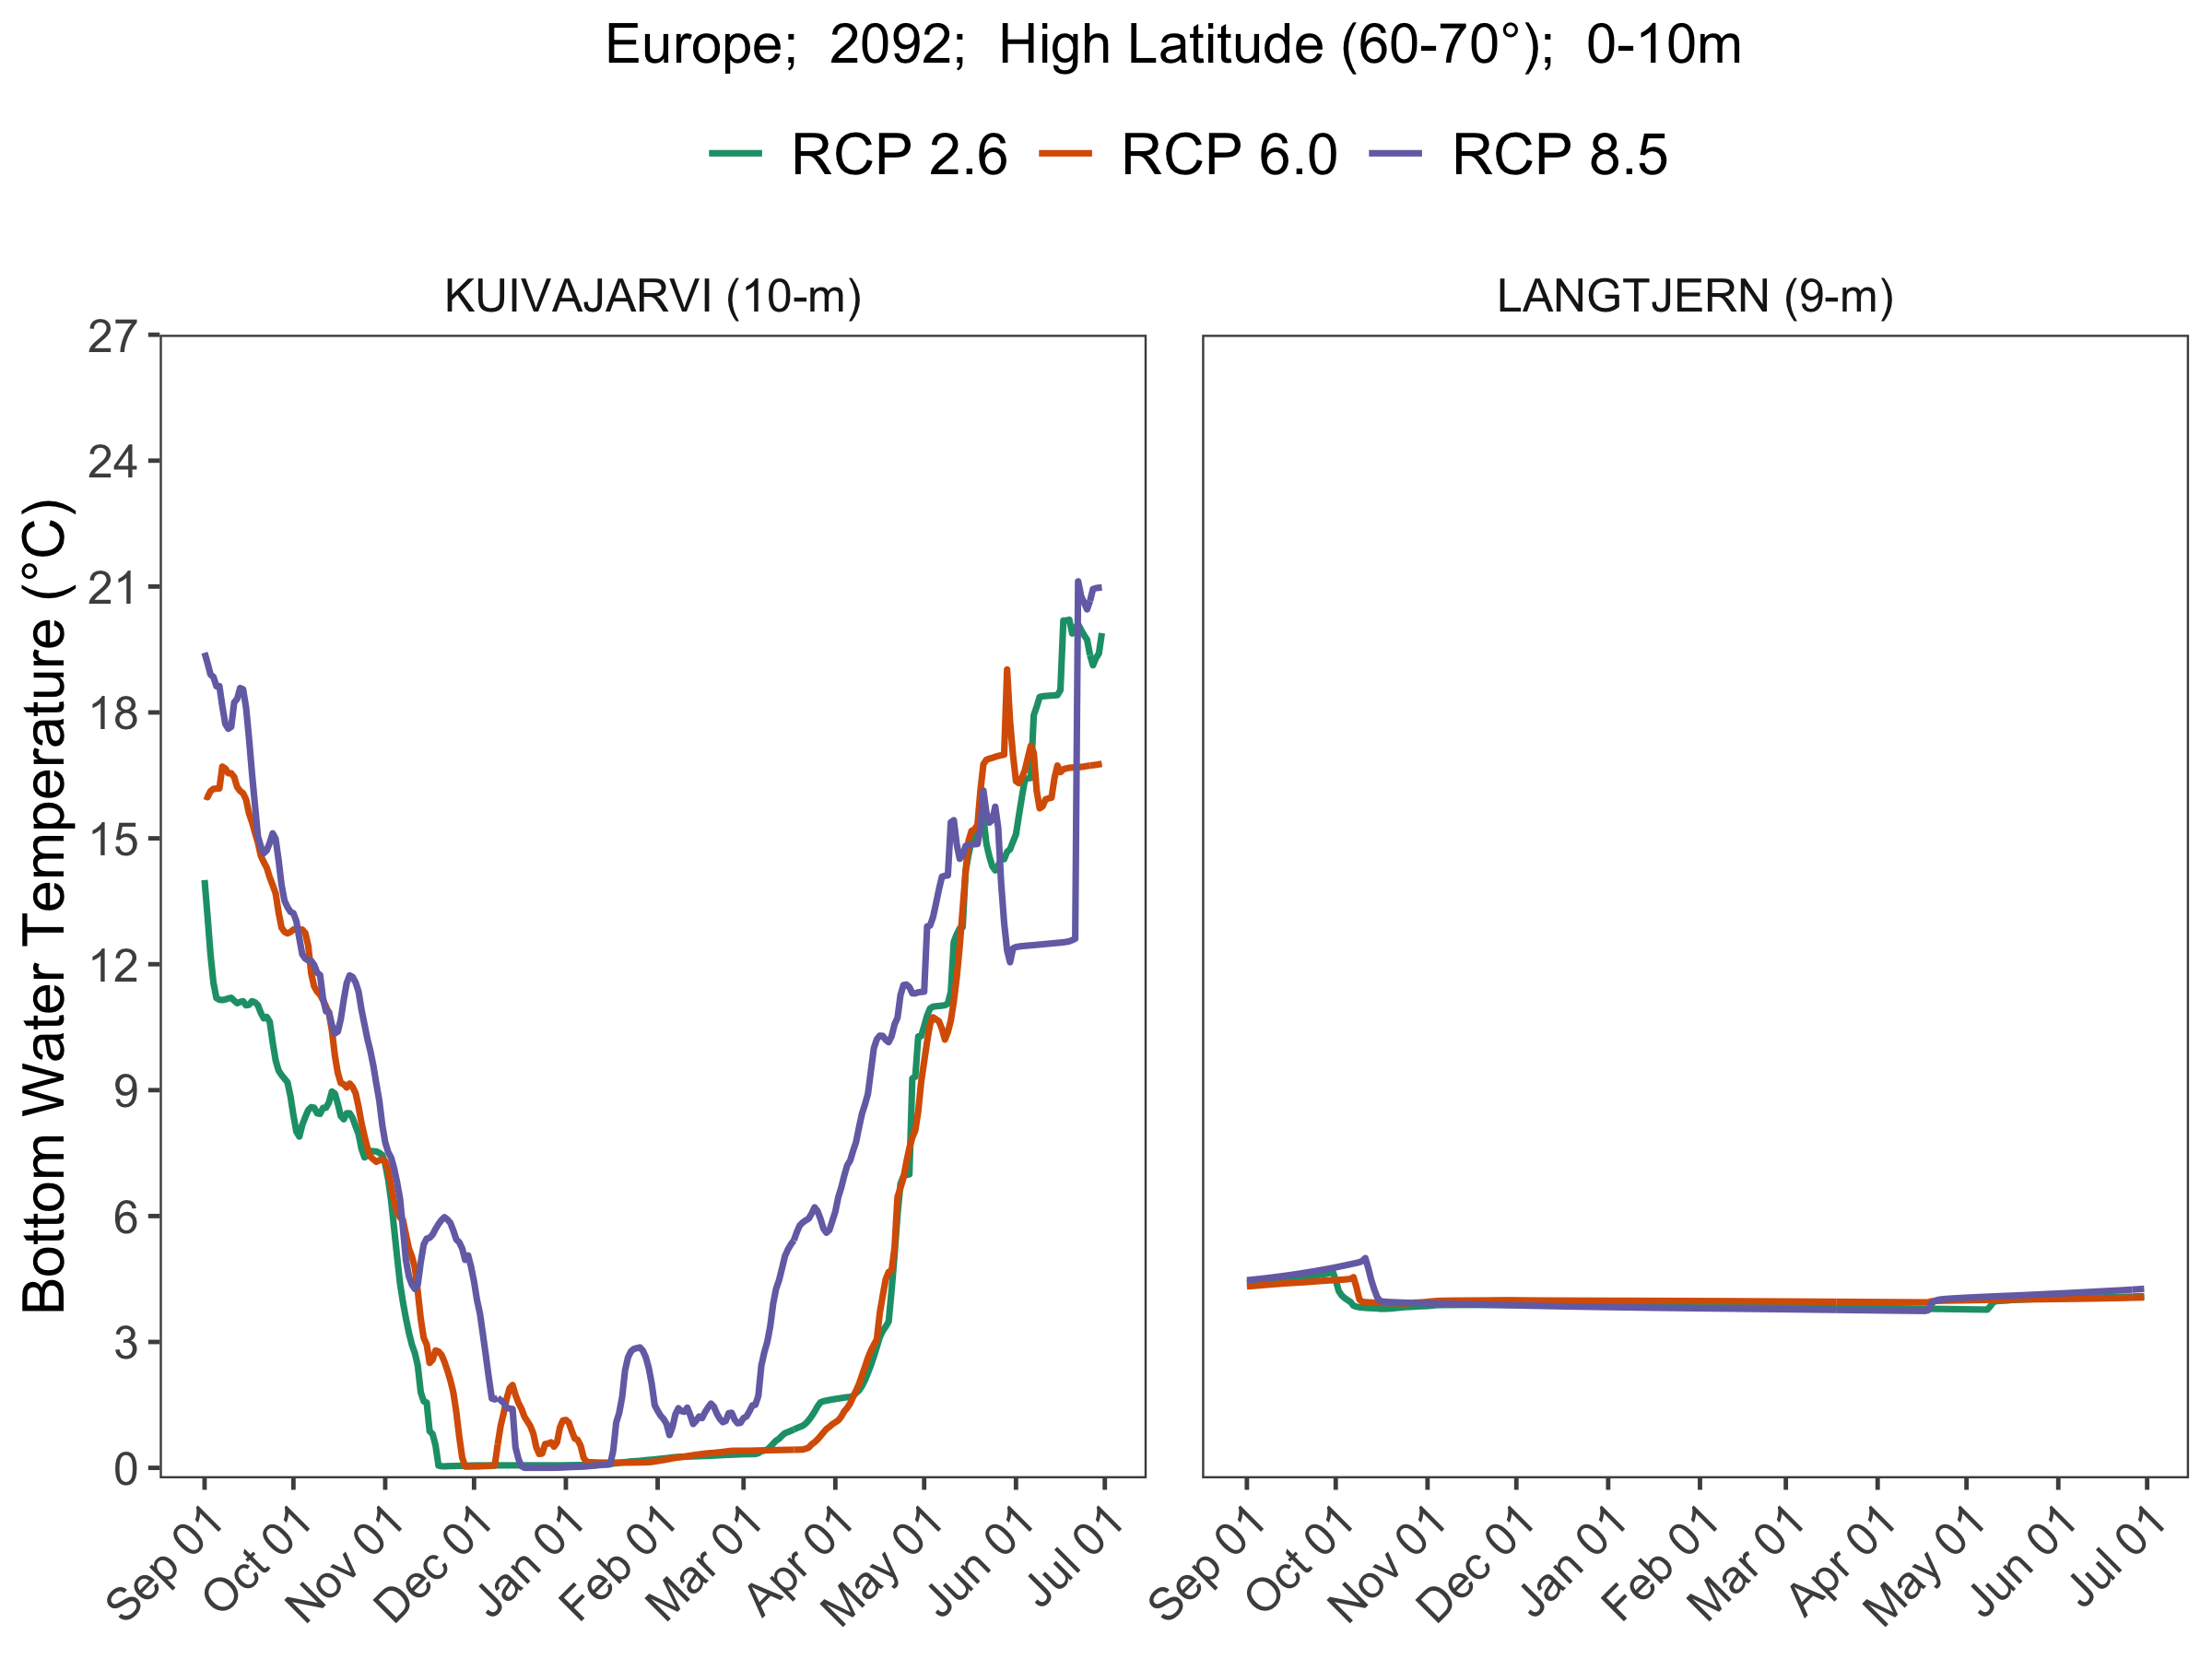 Europe; 2092; High Latitude (60-70°); 0-10m
RCP 2.6 RCP 6.0 RCP 8.5
KUIVAJARVI (10-m)
LANGTJERN (9-m)
Bottom Water Temperature (°C)
27
24
21
18
15
12
9
6
3
0
Sep 01 Oct 01 Nov 01 Dec 01 Jan 01 Feb 01 Mar 01 Apr 01 May 01 Jun 01 Jul 01
Sep 01 Oct 01 Nov 01 Dec 01 Jan 01 Feb 01 Mar 01 Apr 01 May 01 Jun 01 Jul 01